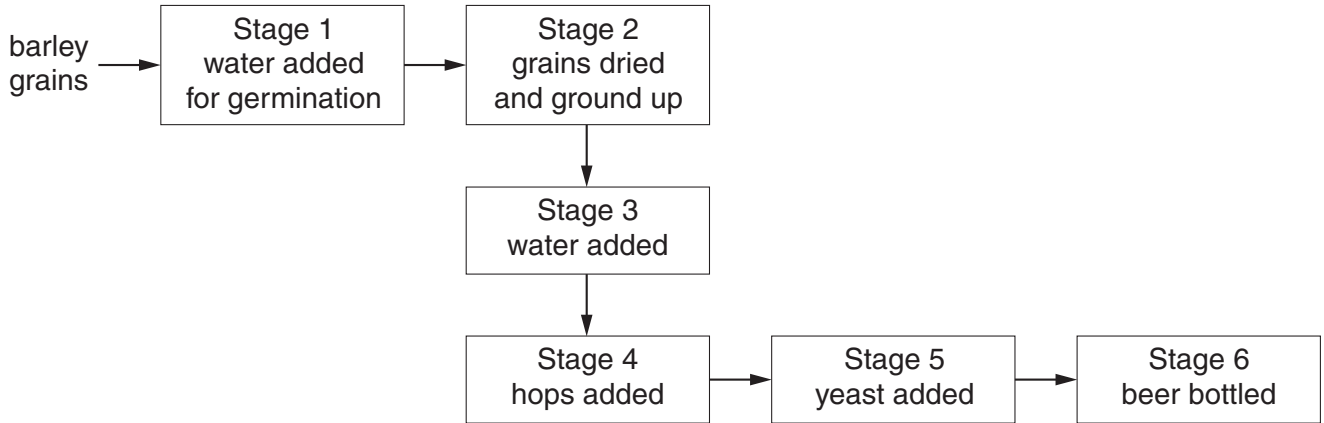 barley
grains
Stage 1
water added
for germination
Stage 2
grains dried
and ground up
Stage 3
water added
Stage 4
hops added
Stage 5
yeast added
Stage 6
beer bottled